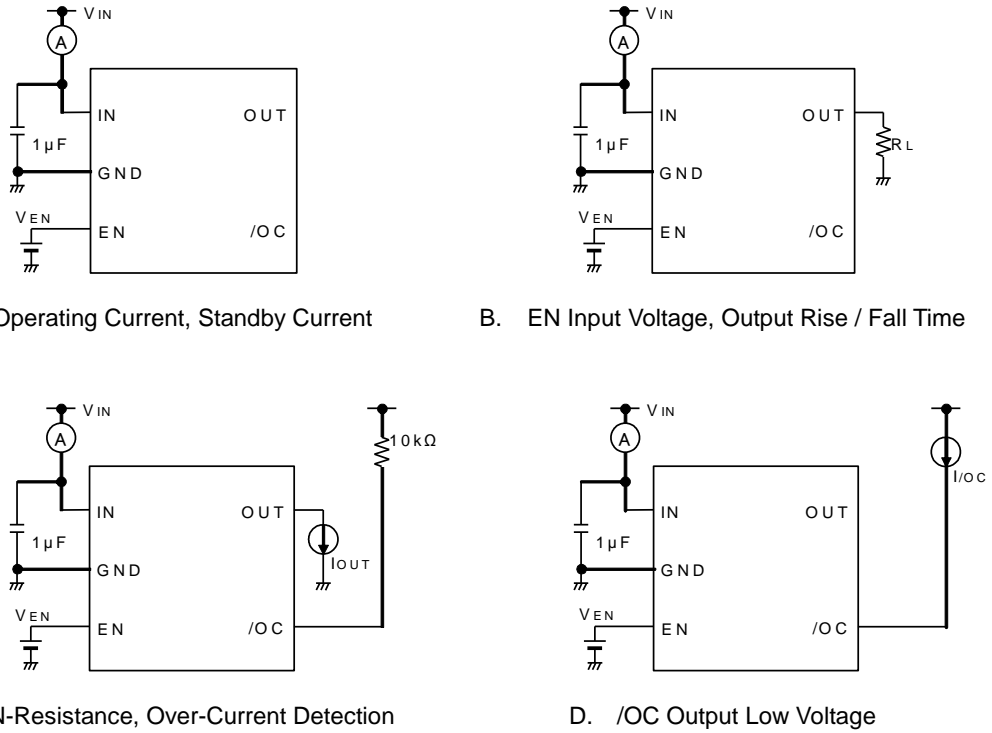 VIN
A
IN OUT
1µF
GND
VEN
EN /OC
Operating Current, Standby Current
VIN
A
IN OUT
1µF
RL
GND
VEN
EN /OC
B. EN Input Voltage, Output Rise / Fall Time
VIN
A
10kΩ
IN OUT
1µF
IOUT
GND
VEN
EN /OC
N-Resistance, Over-Current Detection
VIN
A
I/OC
IN OUT
1µF
GND
VEN
EN /OC
D. /OC Output Low Voltage